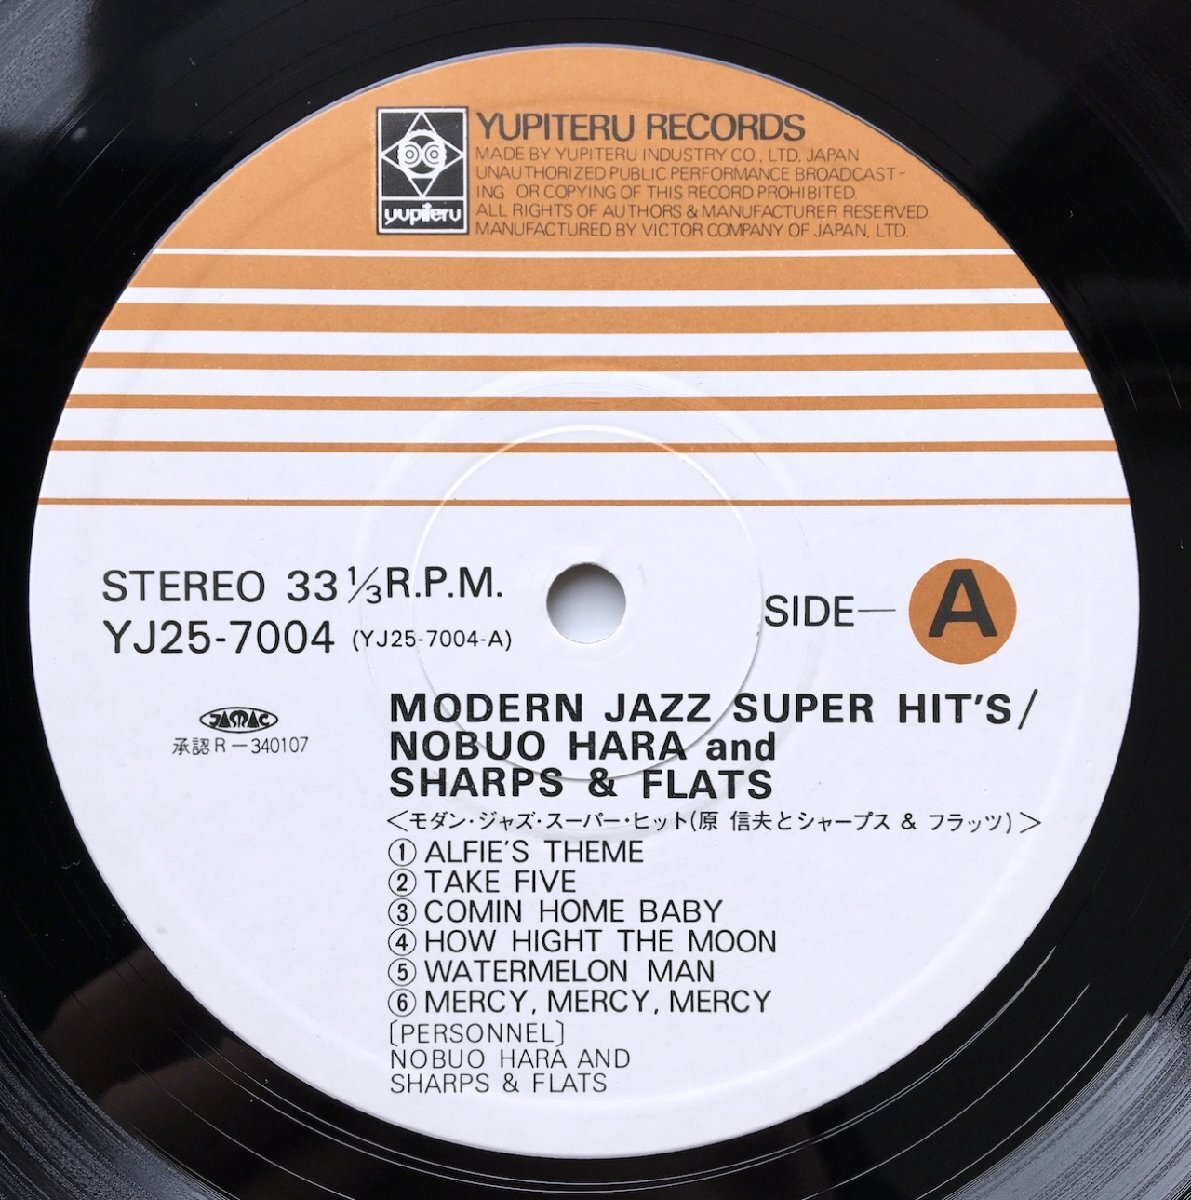 YUPITERU RECORDS
MADE BY YUPITERU INDUSTRY CO., LTD. JAPAN
UNAUTHORIZED PUBLIC PERFORMANCE BROADCAST-
ING OR COPYING OF THIS RECORD PROHIBITED.
ALL RIGHTS OF AUTHORS & MANUFACTURER RESERVED.
MANUFACTURED BY VICTOR COMPANY OF JAPAN, LTD.
yupiteru
STEREO 33 1/3 R.P.M.
YJ25-7004 (YJ25-7004-A)
SIDE—A
JAMAC
承認R-340107
MODERN JAZZ SUPER HIT'S/
NOBUO HARA and
SHARPS & FLATS
<モダン・ジャズ・スーパー・ヒット(原 信夫とシャープス & フラッツ)>
① ALFIE'S THEME
② TAKE FIVE
③ COMIN HOME BABY
④ HOW HIGHT THE MOON
⑤ WATERMELON MAN
⑥ MERCY, MERCY, MERCY
[PERSONNEL]
NOBUO HARA AND
SHARPS & FLATS